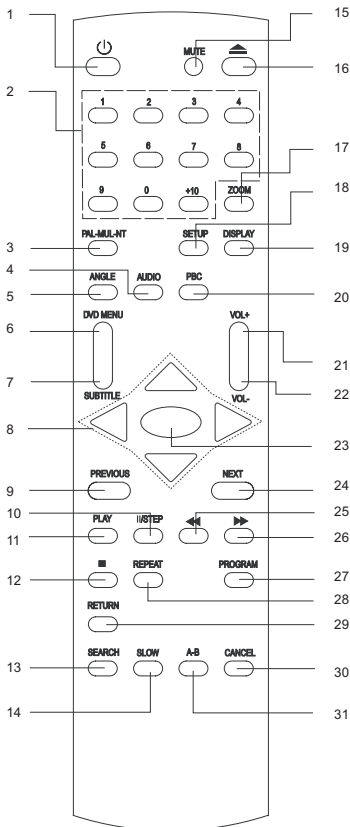 1 15
MUTE
16
2
1 2 3 4
17
5 6 7 8
18
9 0 +10 ZOOM
3 PAL-MUL-NT SETUP DISPLAY 19
4
ANGLE AUDIO PBC 20
5
6 DVD MENU VOL+
21
7 22
SUBTITLE VOL-
8 23
PREVIOUS NEXT 24
9
10 25
PLAY II/STEP
11 26
12 REPEAT PROGRAM 27
28
RETURN 29
SEARCH SLOW A-B CANCEL
13 30
14 31